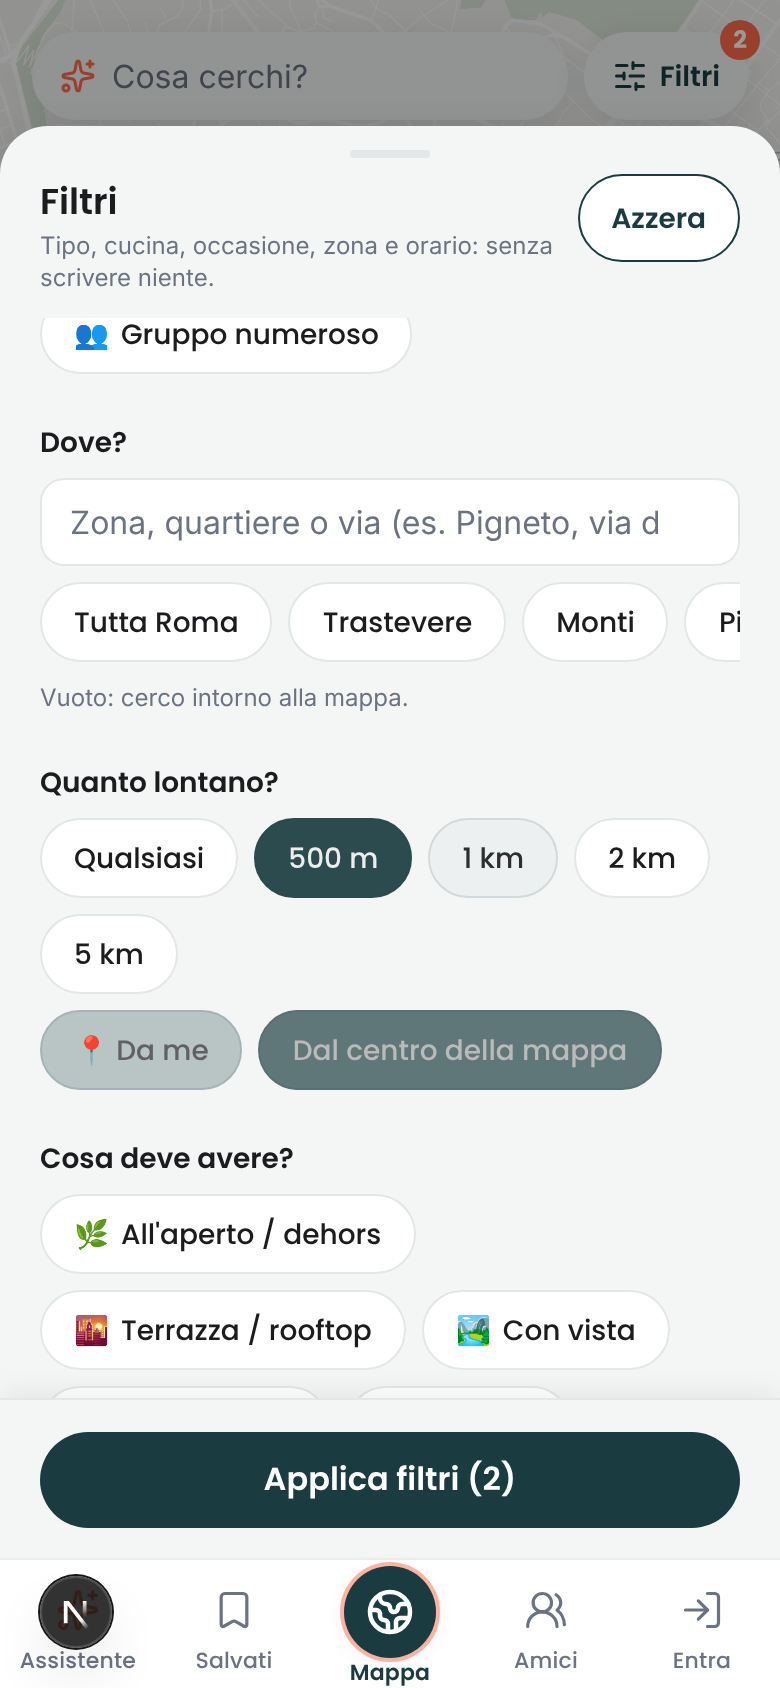 Cosa cerchi?
Filtri
2
Filtri
Azzera
Tipo, cucina, occasione, zona e orario: senza
scrivere niente.
Gruppo numeroso
Dove?
Zona, quartiere o via (es. Pigneto, via d
Tutta Roma
Trastevere
Monti
Pi
Vuoto: cerco intorno alla mappa.
Quanto lontano?
Qualsiasi
500 m
1 km
2 km
5 km
Da me
Dal centro della mappa
Cosa deve avere?
All'aperto / dehors
Terrazza / rooftop
Con vista
Applica filtri (2)
N
Assistente
Salvati
Mappa
Amici
Entra